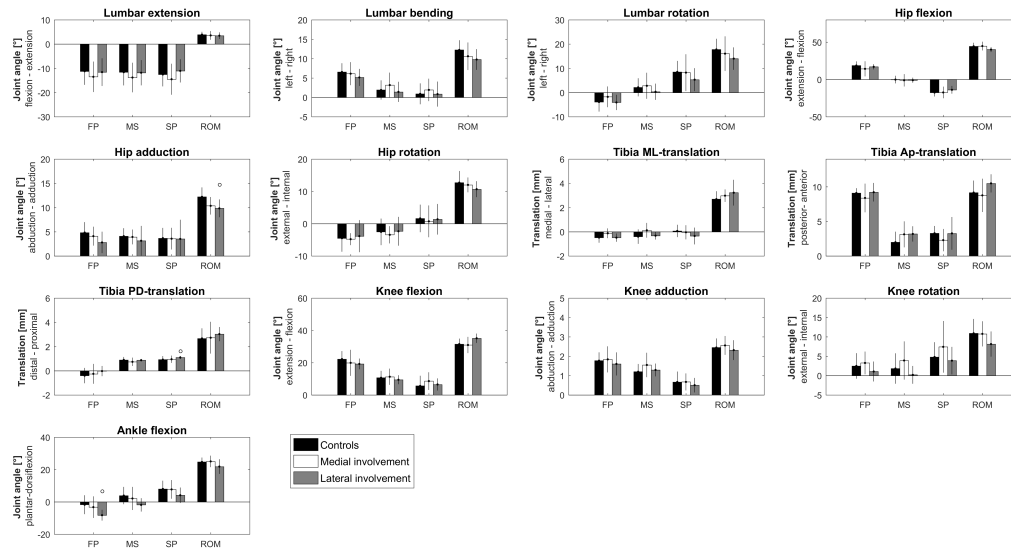 Lumbar extension
Joint angle [°]
flexion - extension
10
0
-10
-20
-30
FP MS SP ROM
Lumbar bending
Joint angle [°]
left - right
20
15
10
5
0
-5
FP MS SP ROM
Lumbar rotation
Joint angle [°]
left - right
30
20
10
0
-10
FP MS SP ROM
Hip flexion
Joint angle [°]
extension - flexion
50
0
-50
FP MS SP ROM
Hip adduction
Joint angle [°]
abduction - adduction
20
15
10
5
0
FP MS SP ROM
Hip rotation
Joint angle [°]
external - internal
20
10
0
-10
FP MS SP ROM
Tibia ML-translation
Translation [mm]
medial - lateral
6
4
2
0
-2
FP MS SP ROM
Tibia Ap-translation
Translation [mm]
posterior- anterior
10
5
0
FP MS SP ROM
Tibia PD-translation
Translation [mm]
distal - proximal
6
4
2
0
-2
FP MS SP ROM
Knee flexion
Joint angle [°]
extension - flexion
60
40
20
0
FP MS SP ROM
Knee adduction
Joint angle [°]
abduction - adduction
5
4
3
2
1
0
FP MS SP ROM
Knee rotation
Joint angle [°]
external - internal
20
15
10
5
0
-5
FP MS SP ROM
Ankle flexion
Joint angle [°]
plantar-dorsiflexion
40
20
0
-20
FP MS SP ROM
Controls
Medial involvement
Lateral involvement